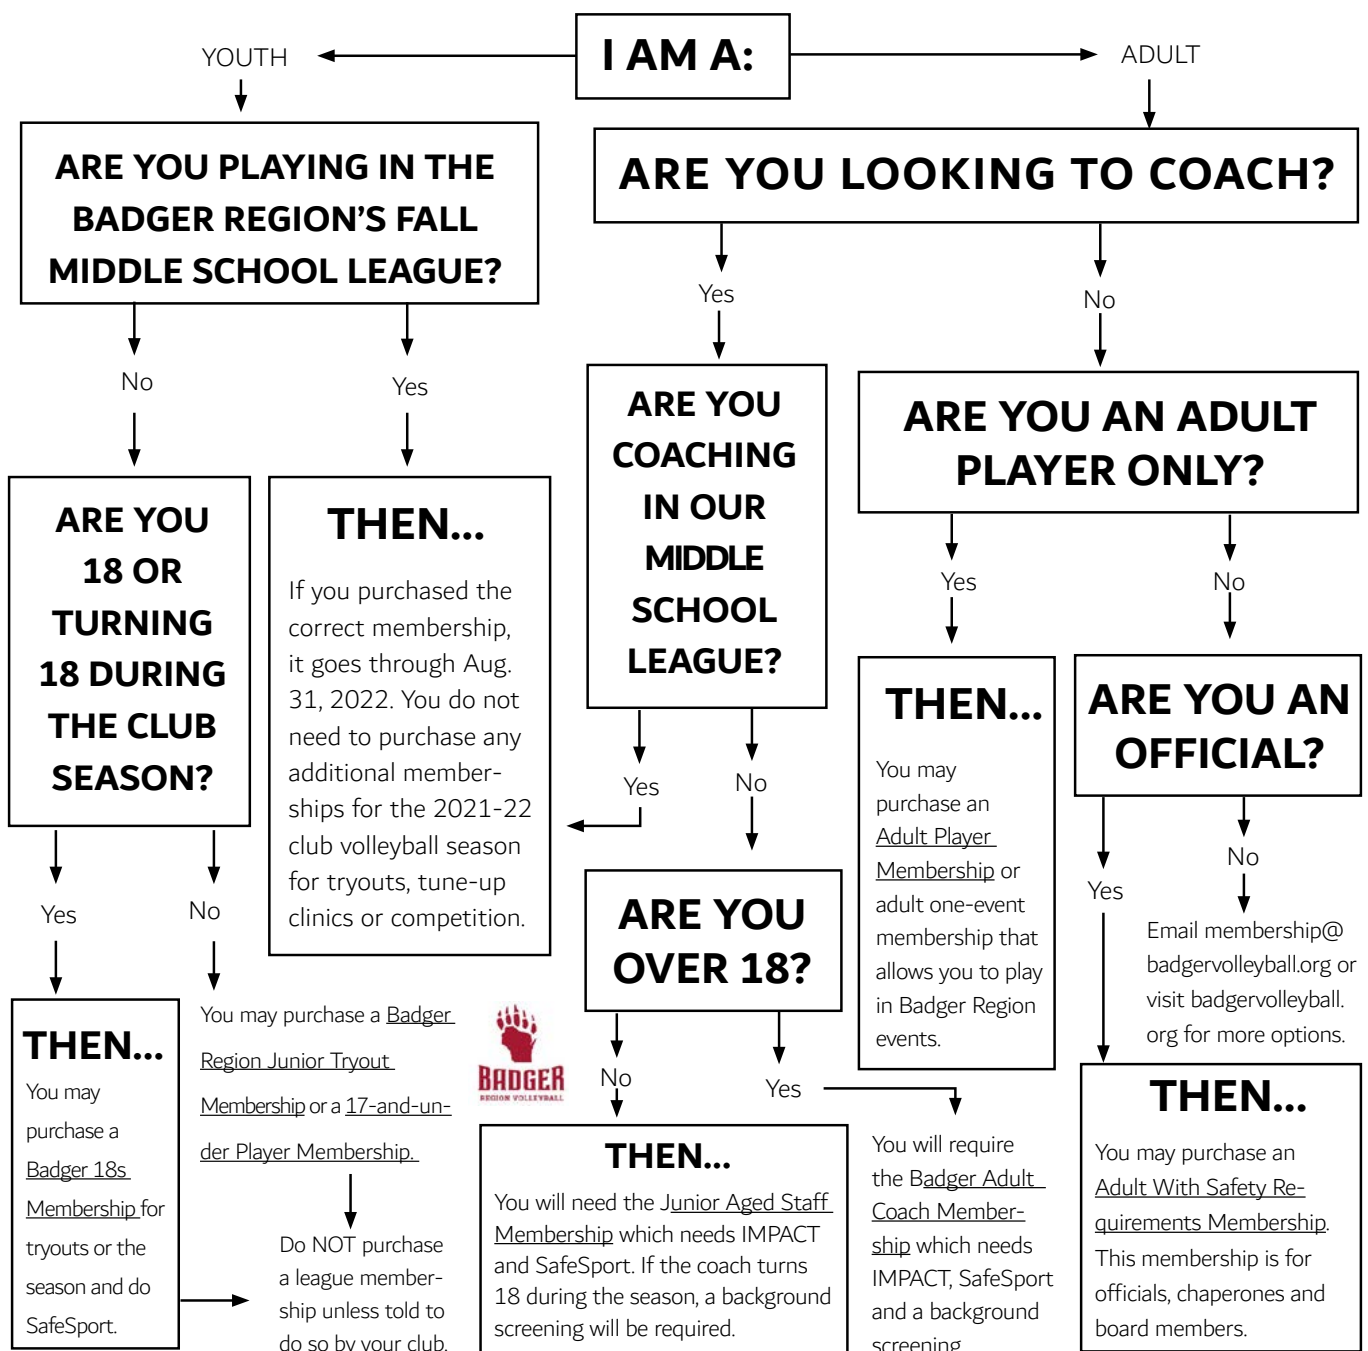 I AM A:
YOUTH
ADULT
ARE YOU PLAYING IN THE
BADGER REGION'S FALL
MIDDLE SCHOOL LEAGUE?
ARE YOU LOOKING TO COACH?
No
Yes
Yes
No
ARE YOU
18 OR
TURNING
18 DURING
THE CLUB
SEASON?
THEN...
If you purchased the
correct membership,
it goes through Aug.
31, 2022. You do not
need to purchase any
additional member-
ships for the 2021-22
club volleyball season
for tryouts, tune-up
clinics or competition.
ARE YOU
COACHING
IN OUR
MIDDLE
SCHOOL
LEAGUE?
ARE YOU AN ADULT
PLAYER ONLY?
Yes
No
Yes
No
Yes
No
THEN...
You may
purchase a
Badger 18s
Membership for
tryouts or the
season and do
SafeSport.
You may purchase a Badger
Region Junior Tryout
Membership or a 17-and-un-
der Player Membership.
Do NOT purchase
a league member-
ship unless told to
do so by your club.
BADGER
REGION VOLLEYBALL
ARE YOU
OVER 18?
No
Yes
THEN...
You will need the Junior Aged Staff
Membership which needs IMPACT
and SafeSport. If the coach turns
18 during the season, a background
screening will be required.
You will require
the Badger Adult
Coach Member-
ship which needs
IMPACT, SafeSport
and a background
screening
THEN...
You may
purchase an
Adult Player
Membership or
adult one-event
membership that
allows you to play
in Badger Region
events.
ARE YOU AN
OFFICIAL?
Yes
No
Email membership@
badgervolleyball.org or
visit badgervolleyball.
org for more options.
THEN...
You may purchase an
Adult With Safety Re-
quirements Membership.
This membership is for
officials, chaperones and
board members.